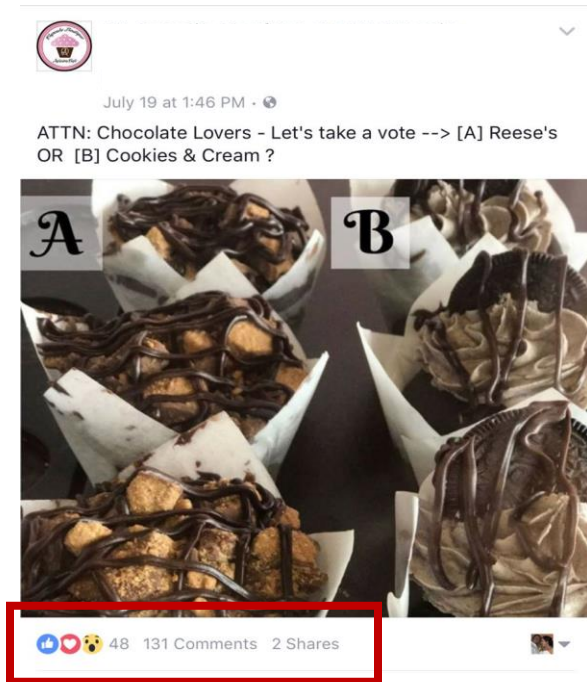 July 19 at 1:46 PM
ATTN: Chocolate Lovers - Let's take a vote --> [A] Reese's
OR [B] Cookies & Cream ?
A
B
48 131 Comments 2 Shares